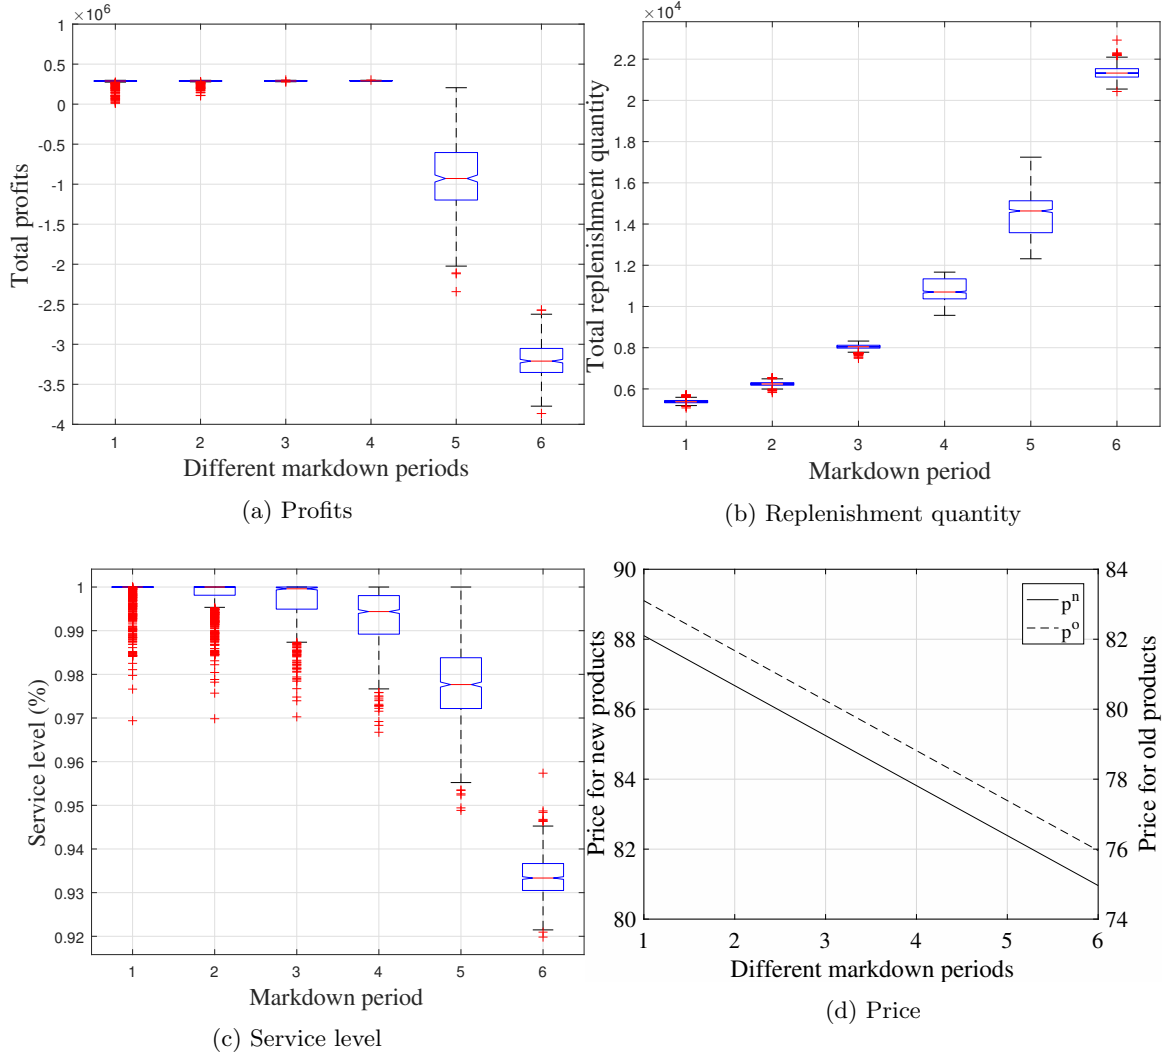 ×10⁶
1
0.5
0
-0.5
-1
-1.5
-2
-2.5
-3
-3.5
-4
Total profits
1 2 3 4 5 6
Different markdown periods
(a) Profits
×10⁴
2.2
2
1.8
1.6
1.4
1.2
1
0.8
0.6
Total replenishment quantity
1 2 3 4 5 6
Markdown period
(b) Replenishment quantity
1
0.99
0.98
0.97
0.96
0.95
0.94
0.93
0.92
Service level (%)
1 2 3 4 5 6
Markdown period
(c) Service level
90
88
86
84
82
80
Price for new products
pⁿ
pᵒ
84
82
80
78
76
74
Price for old products
1 2 3 4 5 6
Different markdown periods
(d) Price